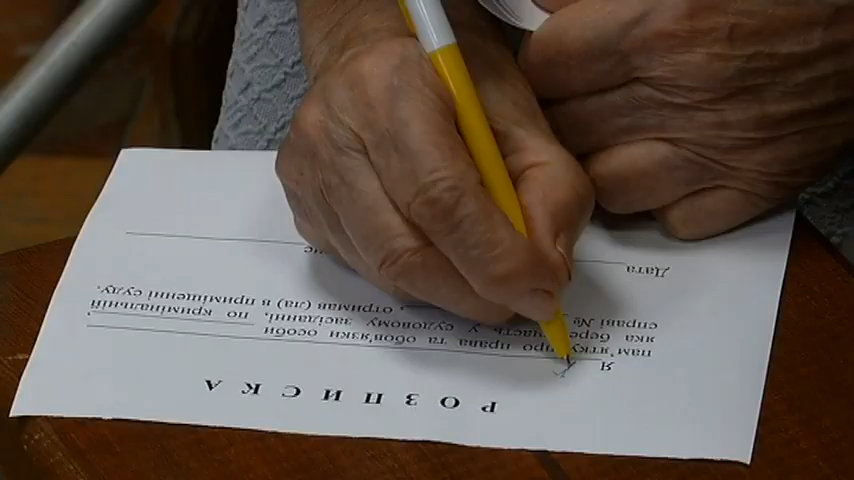 Р О З П И С К А
Я
пам'ятку про права та обов'язки особи
яка бере участь у судовому засіданні, по кримінальній
справі № , отримав (ла) в приміщенні суду.
Дата